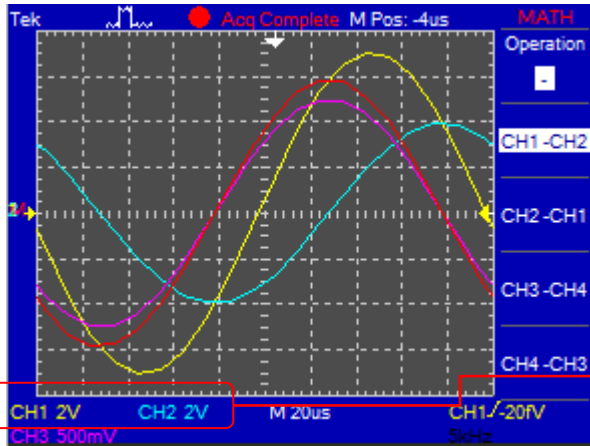 Tek Acq Complete M Pos: -4us MATH
Operation
-
CH1 -CH2
CH2 -CH1
CH3 -CH4
CH4 -CH3
CH1 2V CH2 2V M 20us CH1 -20fV
CH3 500mV 5kHz